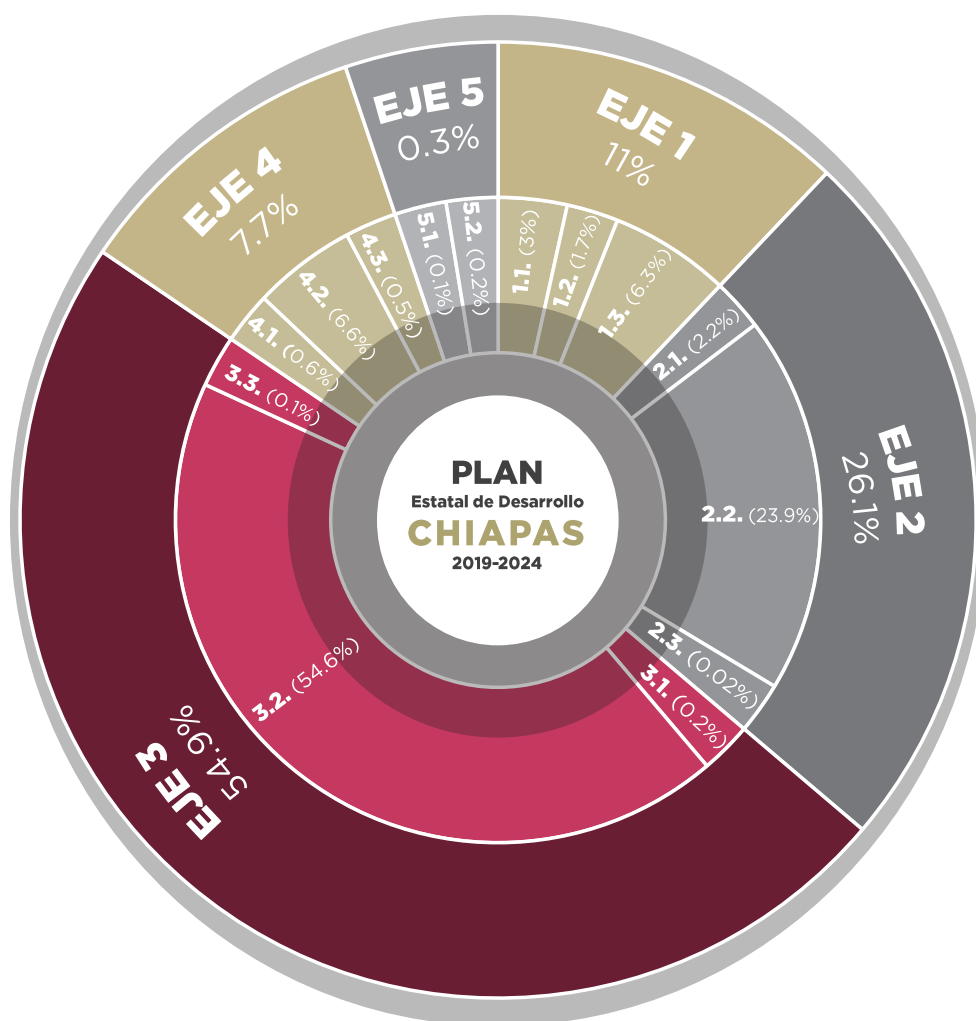 PLAN
Estatal de Desarrollo
CHIAPAS
2019-2024
EJE 1
11%
1.1. (3%)
1.2. (1.7%)
1.3. (6.3%)
EJE 2
26.1%
2.1. (2.2%)
2.2. (23.9%)
2.3. (0.02%)
EJE 3
54.9%
3.1. (0.2%)
3.2. (54.6%)
3.3. (0.1%)
EJE 4
7.7%
4.1. (0.6%)
4.2. (6.6%)
4.3. (0.5%)
EJE 5
0.3%
5.1. (0.1%)
5.2. (0.2%)